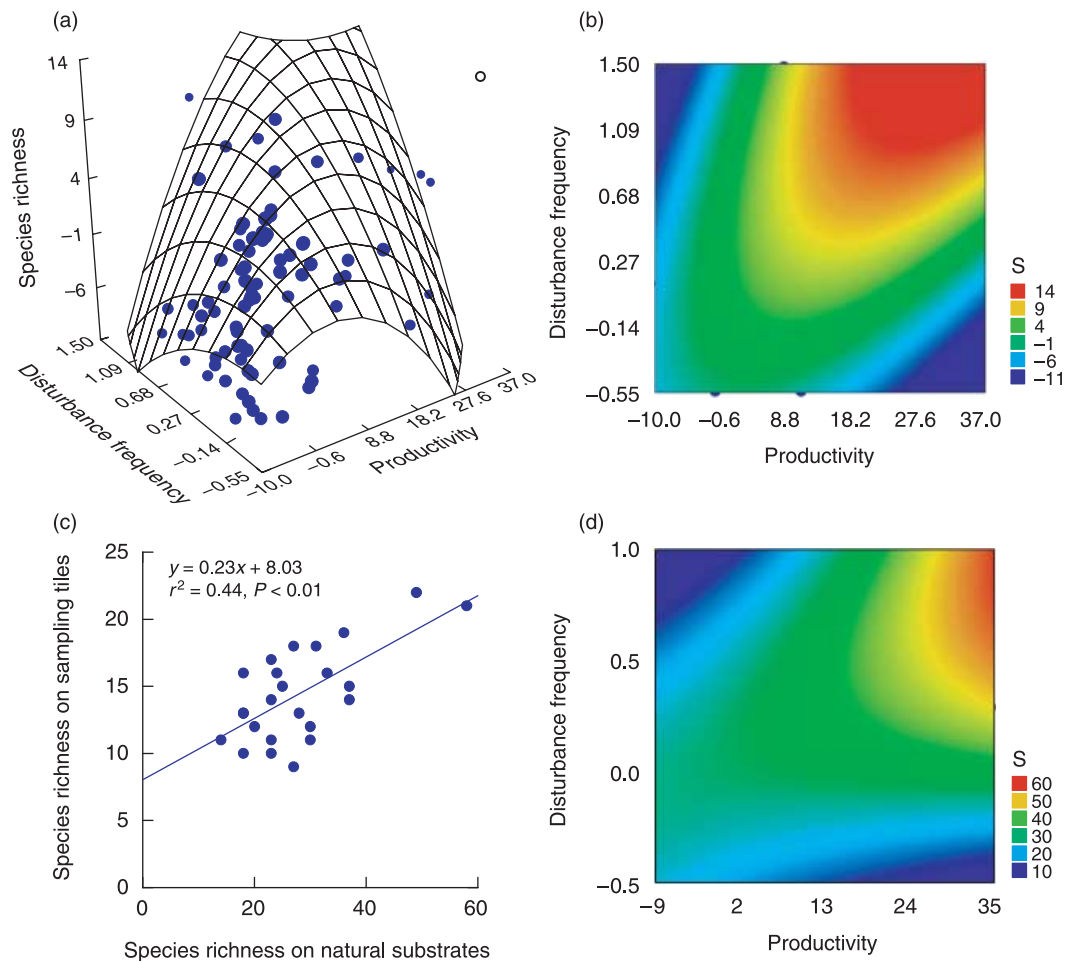 (a)
Species richness
14
9
4
−1
−6
1.50
1.09
0.68
0.27
−0.14
−0.55
Disturbance frequency
−10.0
−0.6
8.8
18.2
27.6
37.0
Productivity
(b)
Disturbance frequency
1.50
1.09
0.68
0.27
−0.14
−0.55
−10.0 −0.6 8.8 18.2 27.6 37.0
Productivity
S
14
9
4
−1
−6
−11
(c)
Species richness on sampling tiles
25
20
15
10
5
0
y = 0.23x + 8.03
r² = 0.44, P < 0.01
0 20 40 60
Species richness on natural substrates
(d)
Disturbance frequency
1.0
0.5
0.0
−0.5
−9 2 13 24 35
Productivity
S
60
50
40
30
20
10